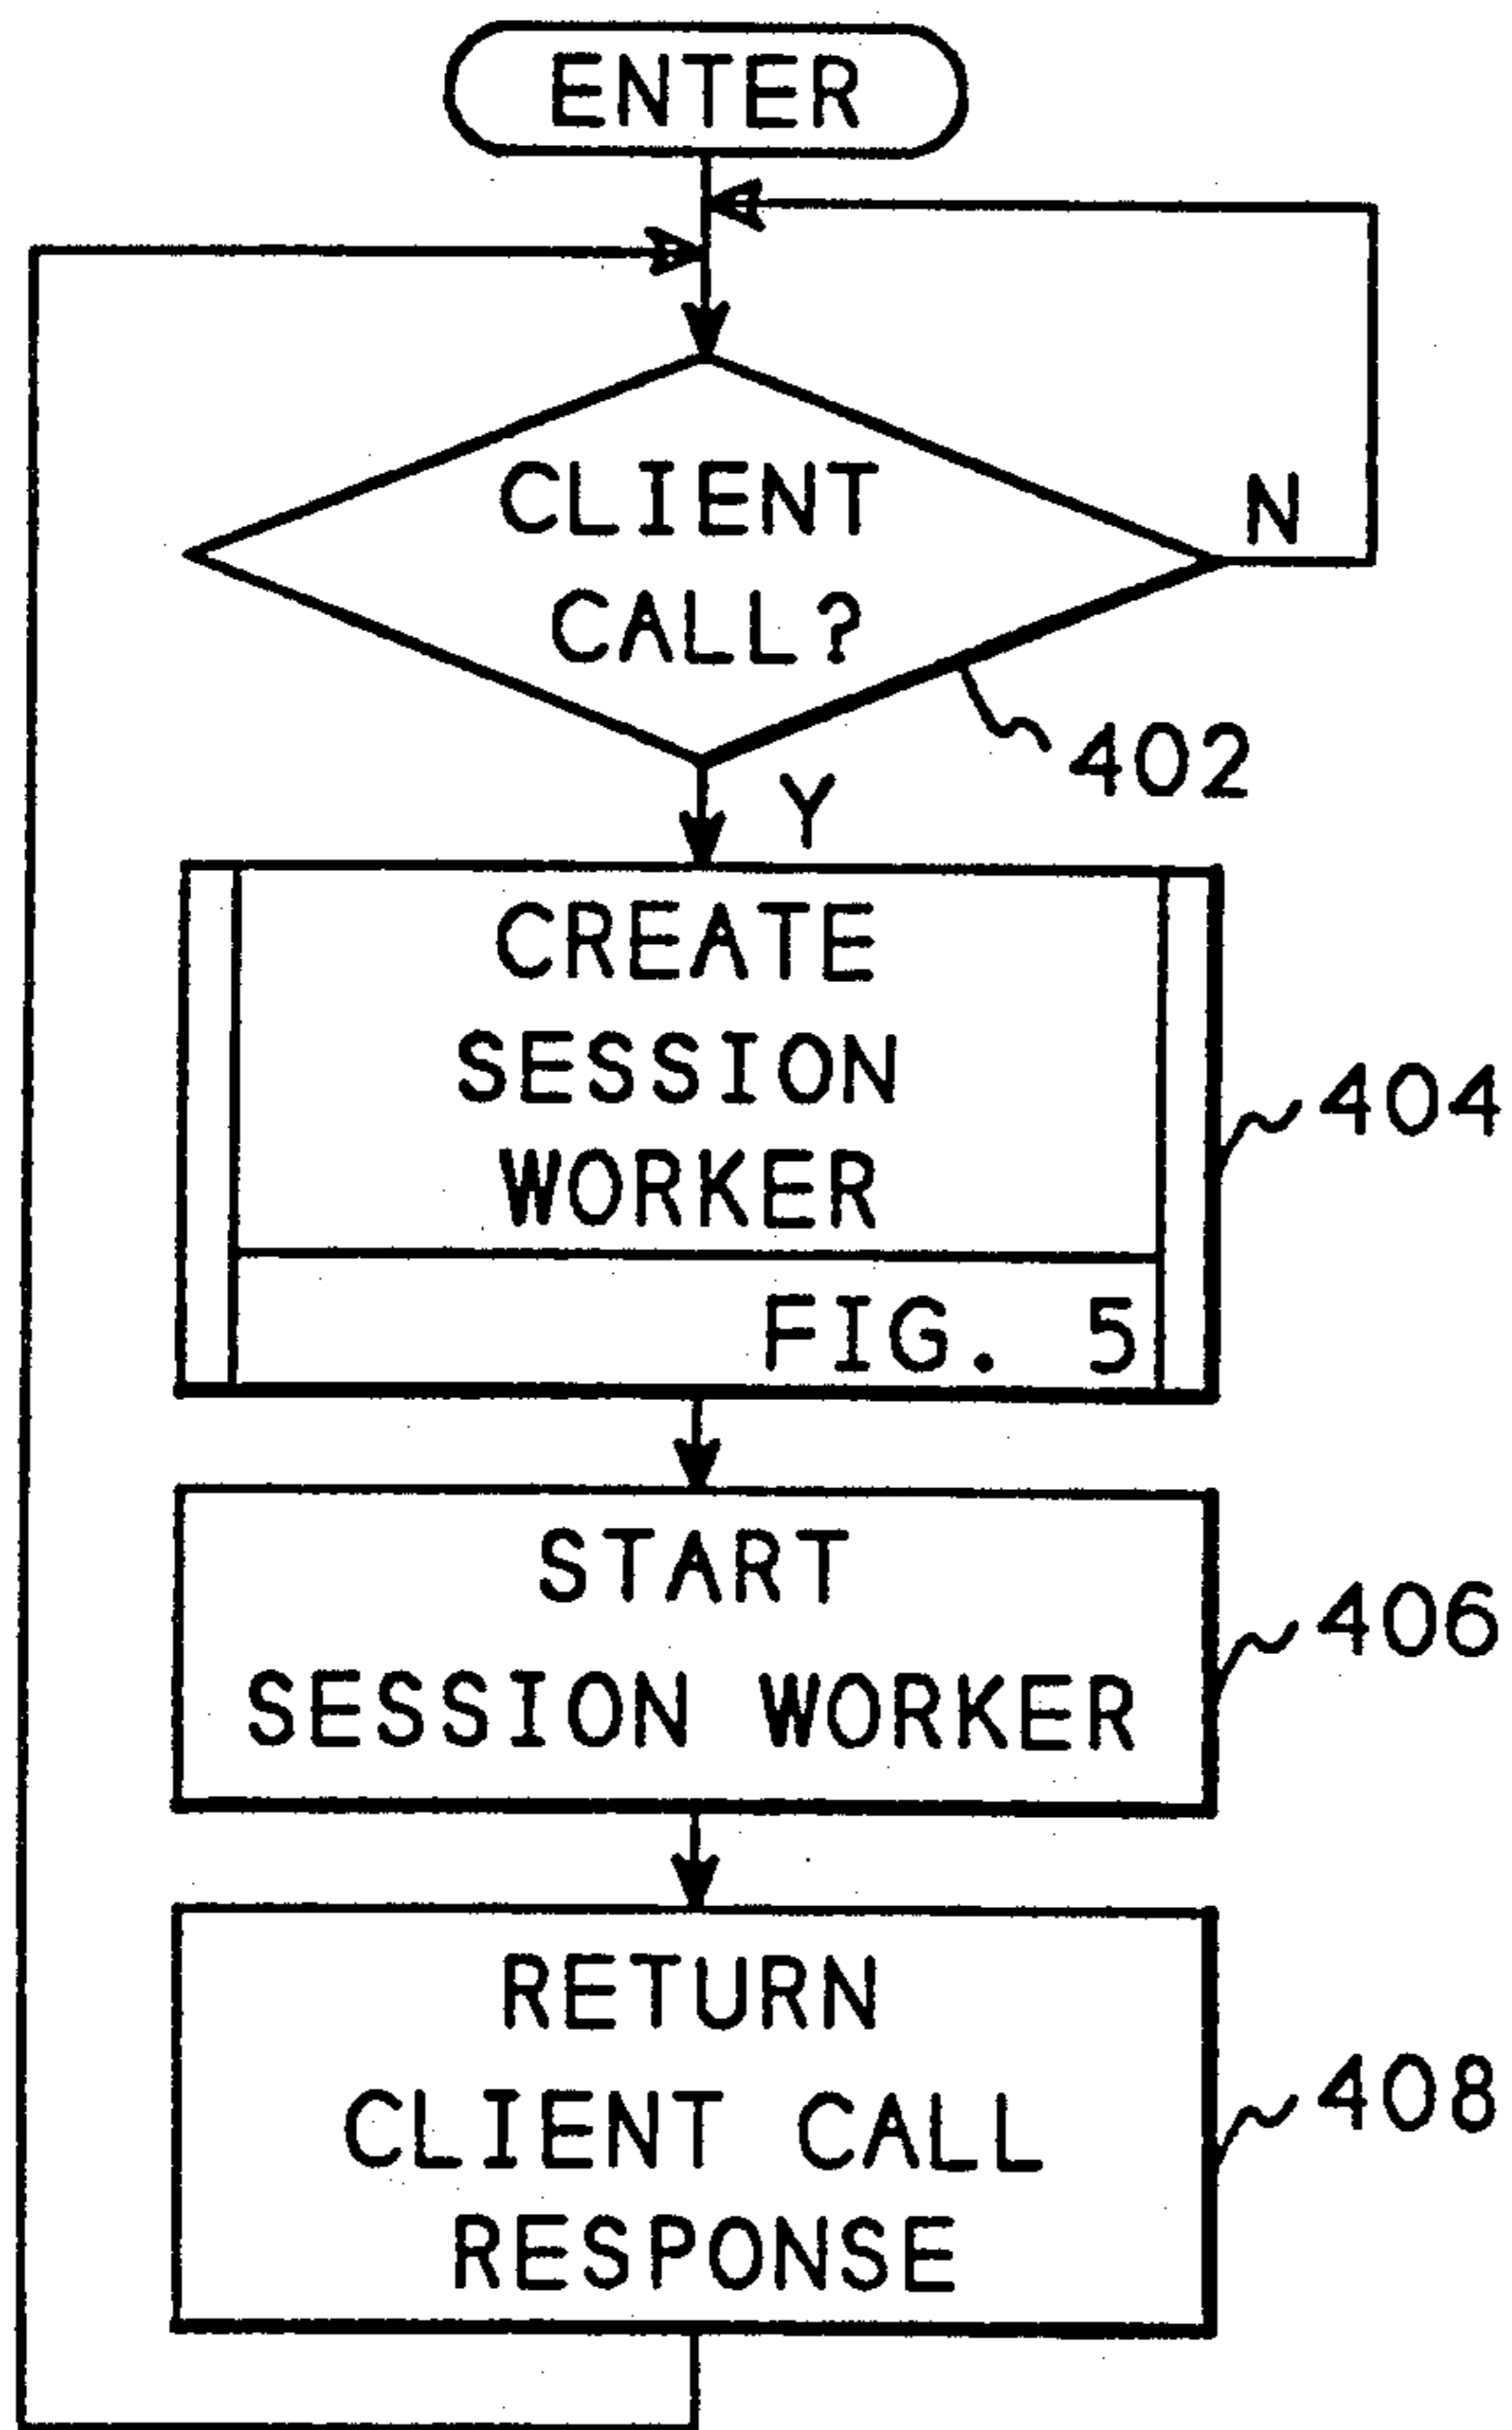 ENTER
CLIENT
CALL?
N
402
Y
CREATE
SESSION
WORKER
404
FIG. 5
START
SESSION WORKER
406
RETURN
CLIENT CALL
RESPONSE
408